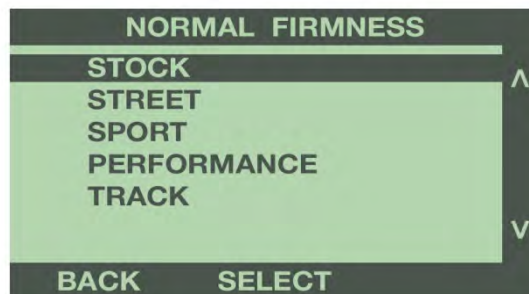 NORMAL FIRMNESS
STOCK
STREET
SPORT
PERFORMANCE
TRACK
BACK SELECT